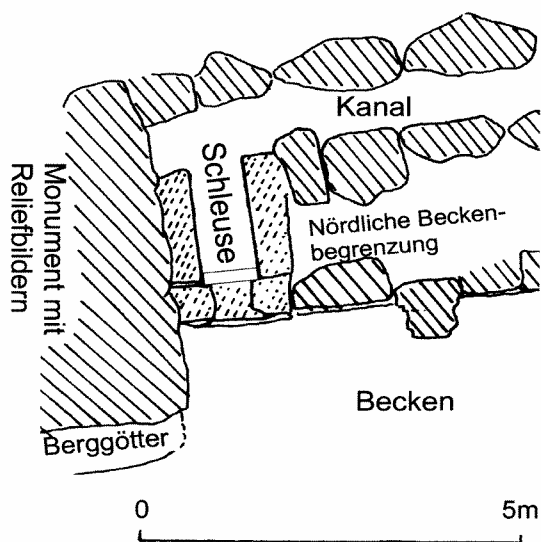 Kanal
Schleuse
Monument mit
Reliefbildern
Nördliche Becken-
begrenzung
Becken
Berggötter
0 5m